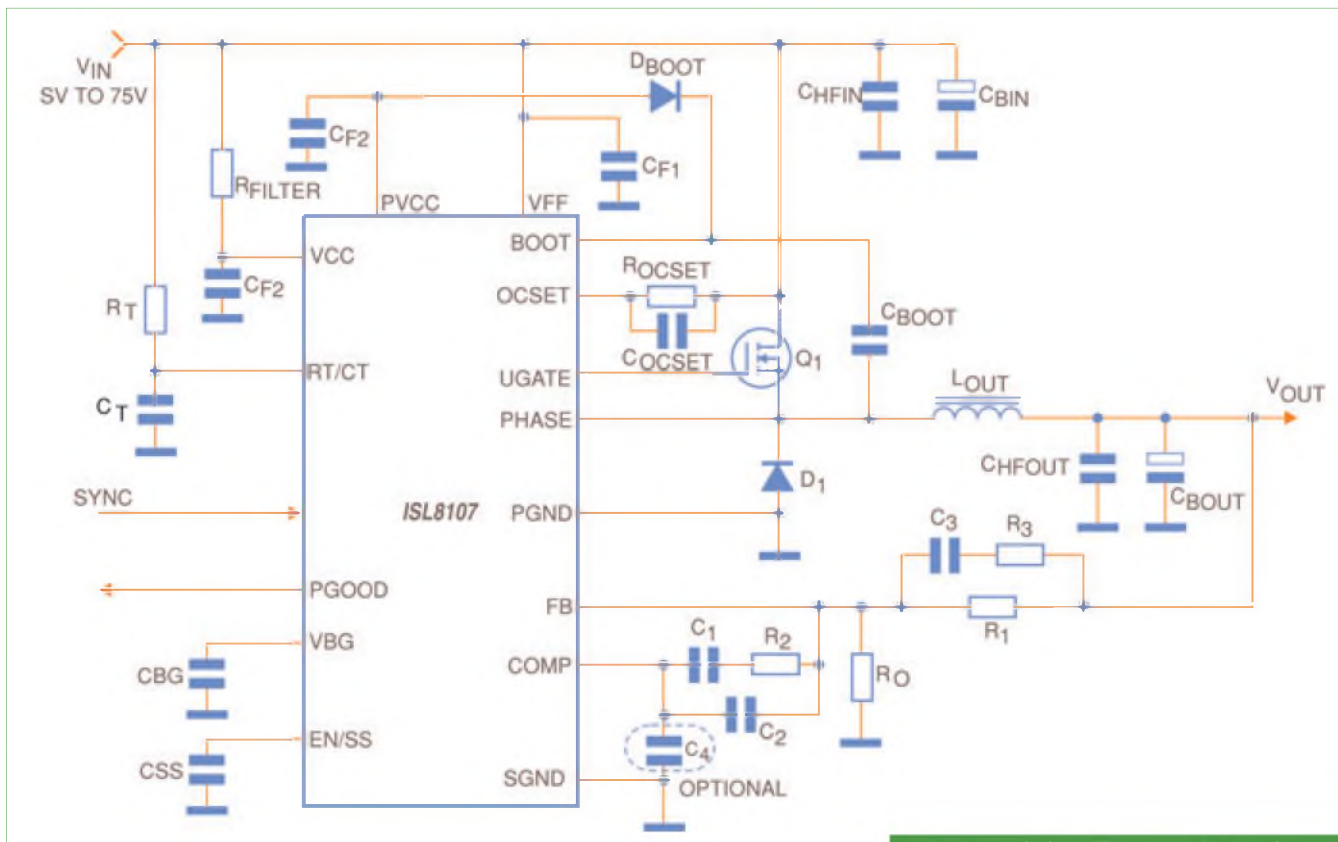 VIN
SV TO 75V
DBOOT
CHFIN
CBIN
CF2
CF1
RFILTER
PVCC
VFF
BOOT
VCC
ROCSET
OCSET
CF2
RT
CBOOT
COCSET
Q1
RT/CT
UGATE
LOUT
VOUT
CT
PHASE
CHFOUT
D1
CBOUT
SYNC
ISL8107
PGND
C3
R3
PGOOD
FB
R1
VBG
C1
R2
COMP
CBG
RO
C2
EN/SS
C4
CSS
SGND
OPTIONAL